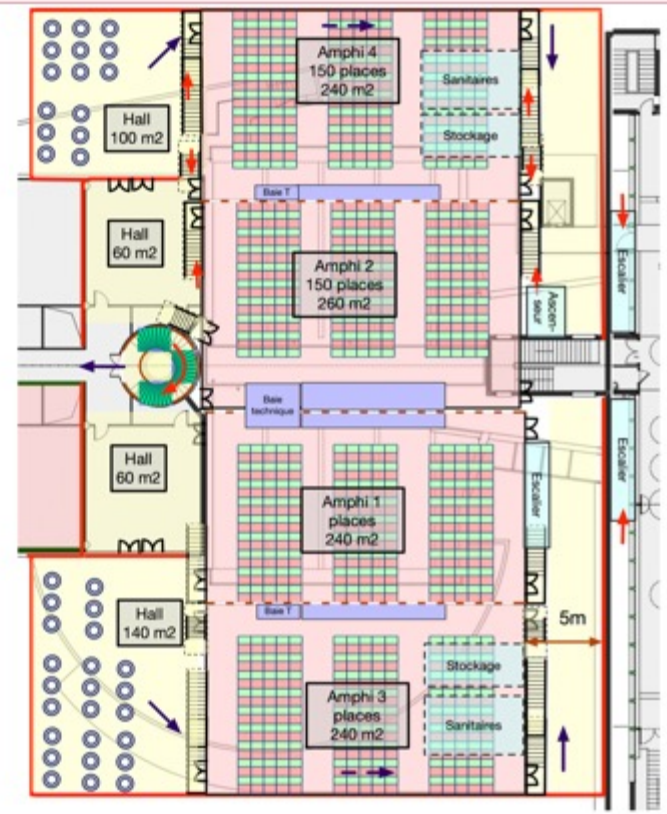 Amphi 4
150 places
240 m2
Sanitaires
Stockage
Hall
100 m2
Baie T
Hall
60 m2
Amphi 2
150 places
260 m2
Escalier
Ascen-
seur
Baie
technique
Hall
60 m2
Escalier
Escalier
Amphi 1
places
240 m2
Baie T
Hall
140 m2
5m
Stockage
Amphi 3
places
240 m2
Sanitaires